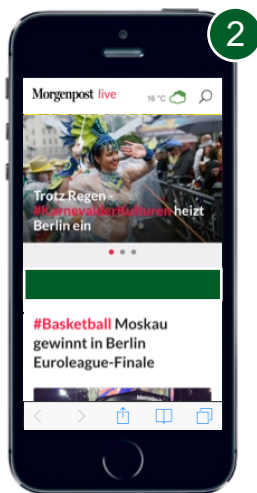 2
Morgenpost live
16 °C
Trotz Regen -
#KarnevalderKulturen heizt
Berlin ein
#Basketball Moskau
gewinnt in Berlin
Euroleague-Finale